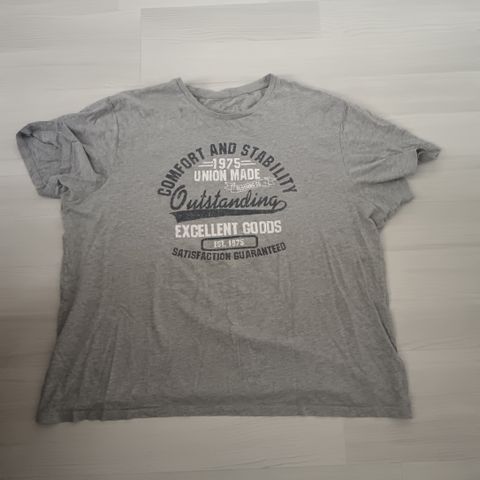 COMFORT AND STABILITY
1975
UNION MADE
Outstanding
EXCELLENT GOODS
EST. 1975
SATISFACTION GUARANTEED